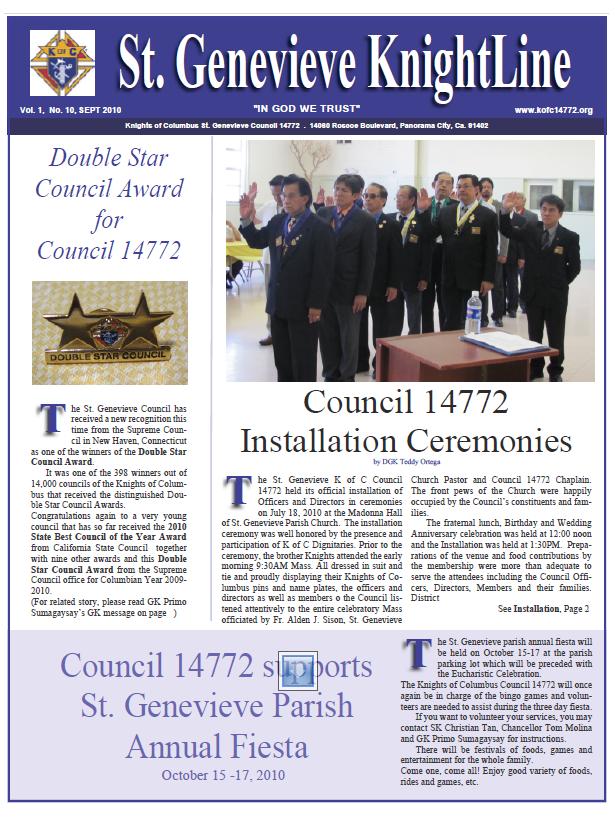 St. Genevieve KnightLine
Vol. 1, No. 10, SEPT 2010
"IN GOD WE TRUST"
www.kofc14772.org
Knights of Columbus St. Genevieve Council 14772 . 14060 Roscoe Boulevard, Panorama City, Ca. 91402
Double Star
Council Award
for
Council 14772
DOUBLE STAR COUNCIL
The St. Genevieve Council has
received a new recognition this
time from the Supreme Coun-
cil in New Haven, Connecticut
as one of the winners of the Double Star
Council Award.
It was one of the 398 winners out of
14,000 councils of the Knights of Colum-
bus that received the distinguished Dou-
ble Star Council Awards.
Congratulations again to a very young
council that has so far received the 2010
State Best Council of the Year Award
from California State Council together
with nine other awards and this Double
Star Council Award from the Supreme
Council office for Columbian Year 2009-
2010.
(For related story, please read GK Primo
Sumagaysay's GK message on page )
Council 14772
Installation Ceremonies
by DGK Teddy Ortega
The St. Genevieve K of C Council
14772 held its official installation of
Officers and Directors in ceremonies
on July 18, 2010 at the Madonna Hall
of St. Genevieve Parish Church. The installation
ceremony was well honored by the presence and
participation of K of C Dignitaries. Prior to the
ceremony, the brother Knights attended the early
morning 9:30AM Mass. All dressed in suit and
tie and proudly displaying their Knights of Co-
lumbus pins and name plates, the officers and
directors as well as members o the Council lis-
tened attentively to the entire celebratory Mass
officiated by Fr. Alden J. Sison, St. Genevieve
Church Pastor and Council 14772 Chaplain.
The front pews of the Church were happily
occupied by the Council's constituents and fami-
lies.
The fraternal lunch, Birthday and Wedding
Anniversary celebration was held at 12:00 noon
and the Installation was held at 1:30PM. Prepa-
rations of the venue and food contributions by
the membership were more than adequate to
serve the attendees including the Council Offi-
cers, Directors, Members and their families.
District
See Installation, Page 2
Council 14772 supports
St. Genevieve Parish
Annual Fiesta
October 15 -17, 2010
The St. Genevieve parish annual fiesta will
be held on October 15-17 at the parish
parking lot which will be preceded with
the Eucharistic Celebration.
The Knights of Columbus Council 14772 will once
again be in charge of the bingo games and volun-
teers are needed to assist during the three day fiesta.
If you want to volunteer your services, you may
contact SK Christian Tan, Chancellor Tom Molina
and GK Primo Sumagaysay for instructions.
There will be festivals of foods, games and
entertainment for the whole family.
Come one, come all! Enjoy good variety of foods,
rides and games, etc.